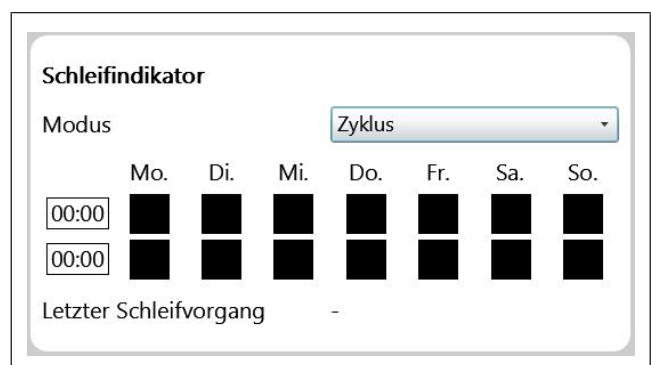 Schleifindikator
Modus Zyklus
Mo. Di. Mi. Do. Fr. Sa. So.
00:00
00:00
Letzter Schleifvorgang -